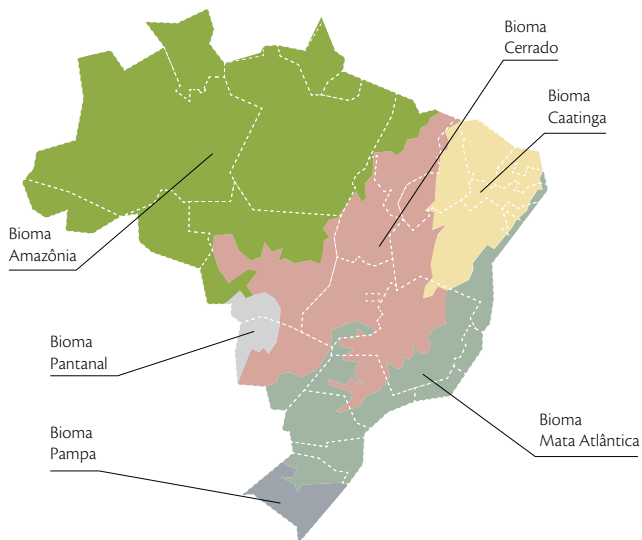 Bioma
Cerrado
Bioma
Caatinga
Bioma
Amazônia
Bioma
Pantanal
Bioma
Mata Atlântica
Bioma
Pampa